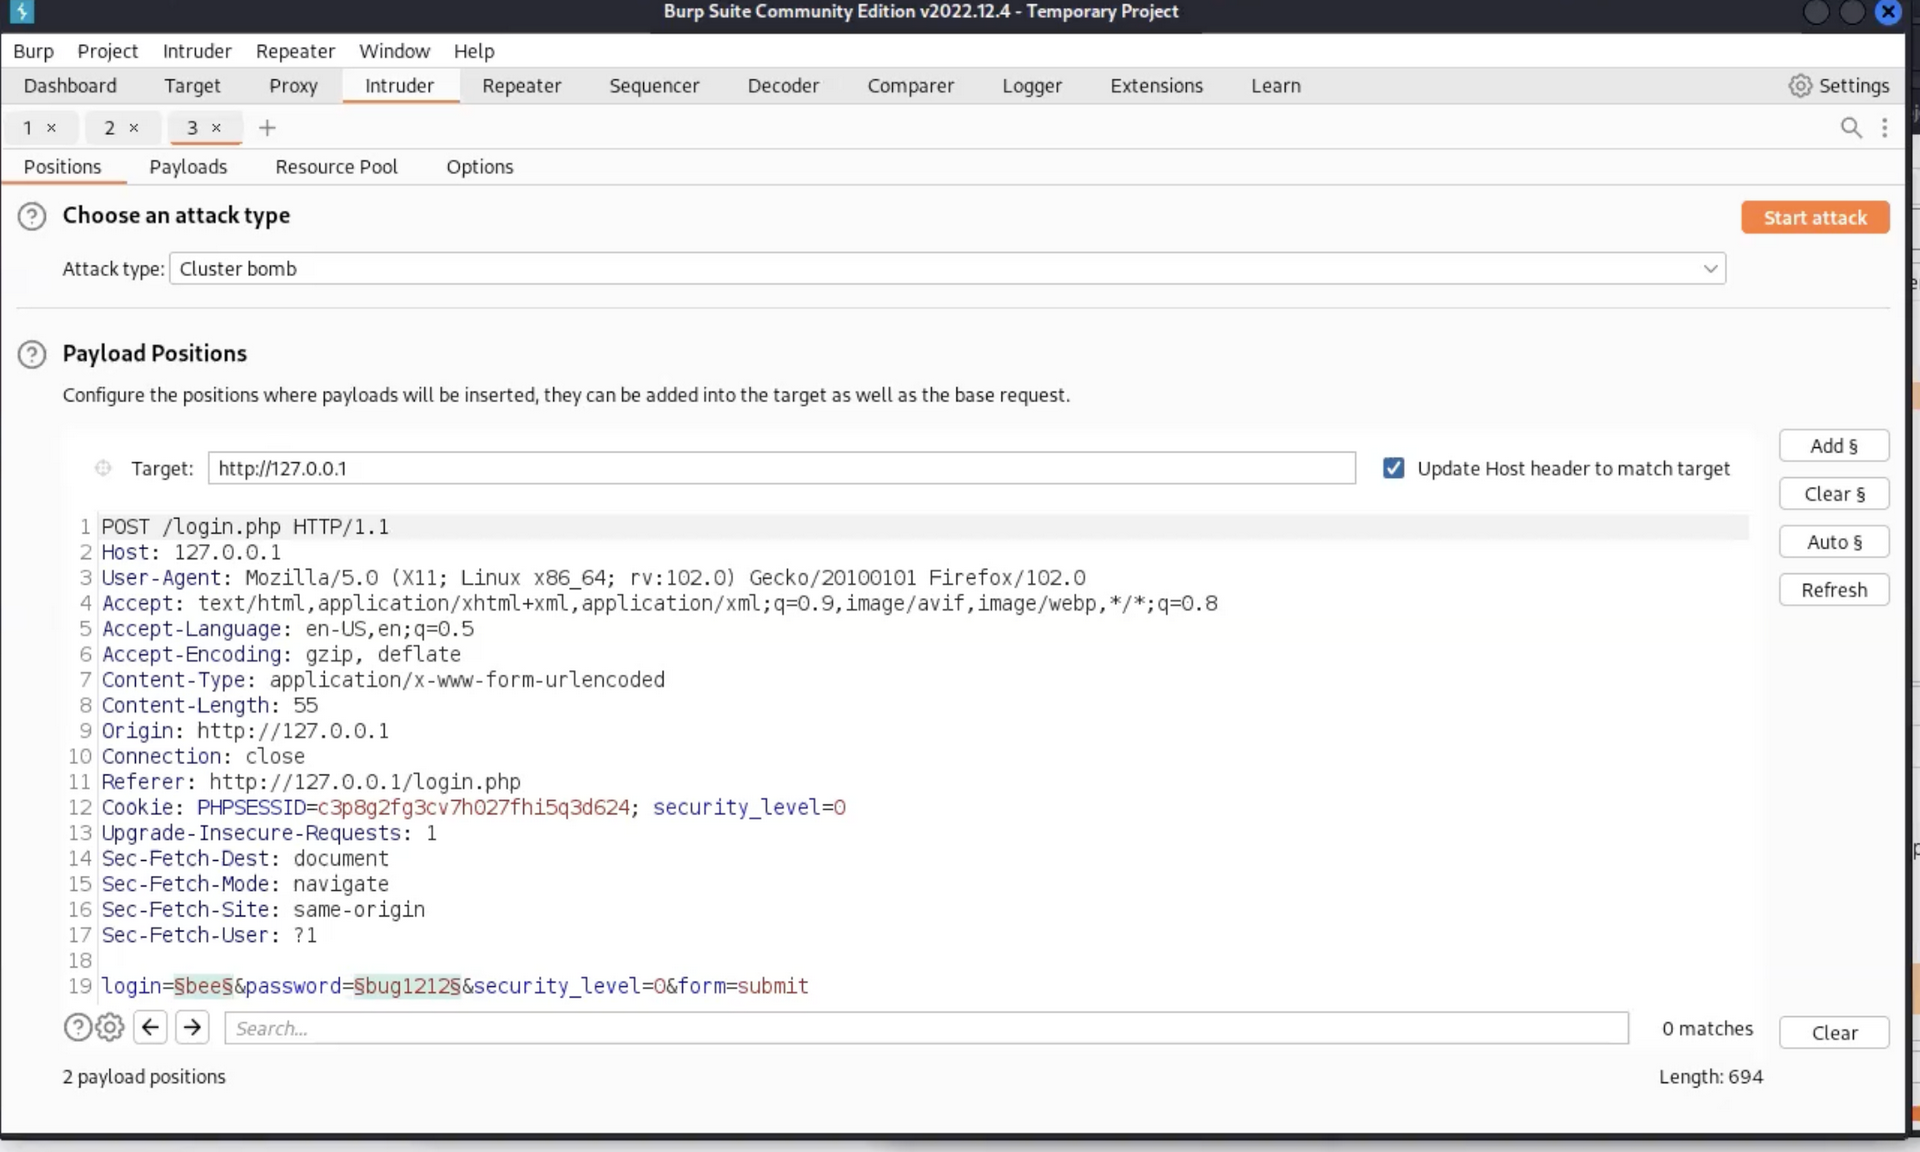 Burp Suite Community Edition v2022.12.4 - Temporary Project
Burp Project Intruder Repeater Window Help
Dashboard Target Proxy Intruder Repeater Sequencer Decoder Comparer Logger Extensions Learn Settings
1 × 2 × 3 × +
Positions Payloads Resource Pool Options
? Choose an attack type
Start attack
Attack type: Cluster bomb
? Payload Positions
Configure the positions where payloads will be inserted, they can be added into the target as well as the base request.
Target: http://127.0.0.1
Update Host header to match target
Add §
Clear §
Auto §
Refresh
1 POST /login.php HTTP/1.1
2 Host: 127.0.0.1
3 User-Agent: Mozilla/5.0 (X11; Linux x86_64; rv:102.0) Gecko/20100101 Firefox/102.0
4 Accept: text/html,application/xhtml+xml,application/xml;q=0.9,image/avif,image/webp,*/*;q=0.8
5 Accept-Language: en-US,en;q=0.5
6 Accept-Encoding: gzip, deflate
7 Content-Type: application/x-www-form-urlencoded
8 Content-Length: 55
9 Origin: http://127.0.0.1
10 Connection: close
11 Referer: http://127.0.0.1/login.php
12 Cookie: PHPSESSID=c3p8g2fg3cv7h027fhi5q3d624; security_level=0
13 Upgrade-Insecure-Requests: 1
14 Sec-Fetch-Dest: document
15 Sec-Fetch-Mode: navigate
16 Sec-Fetch-Site: same-origin
17 Sec-Fetch-User: ?1
18
19 login=§bee§&password=§bug1212§&security_level=0&form=submit
? Search... 0 matches Clear
2 payload positions Length: 694